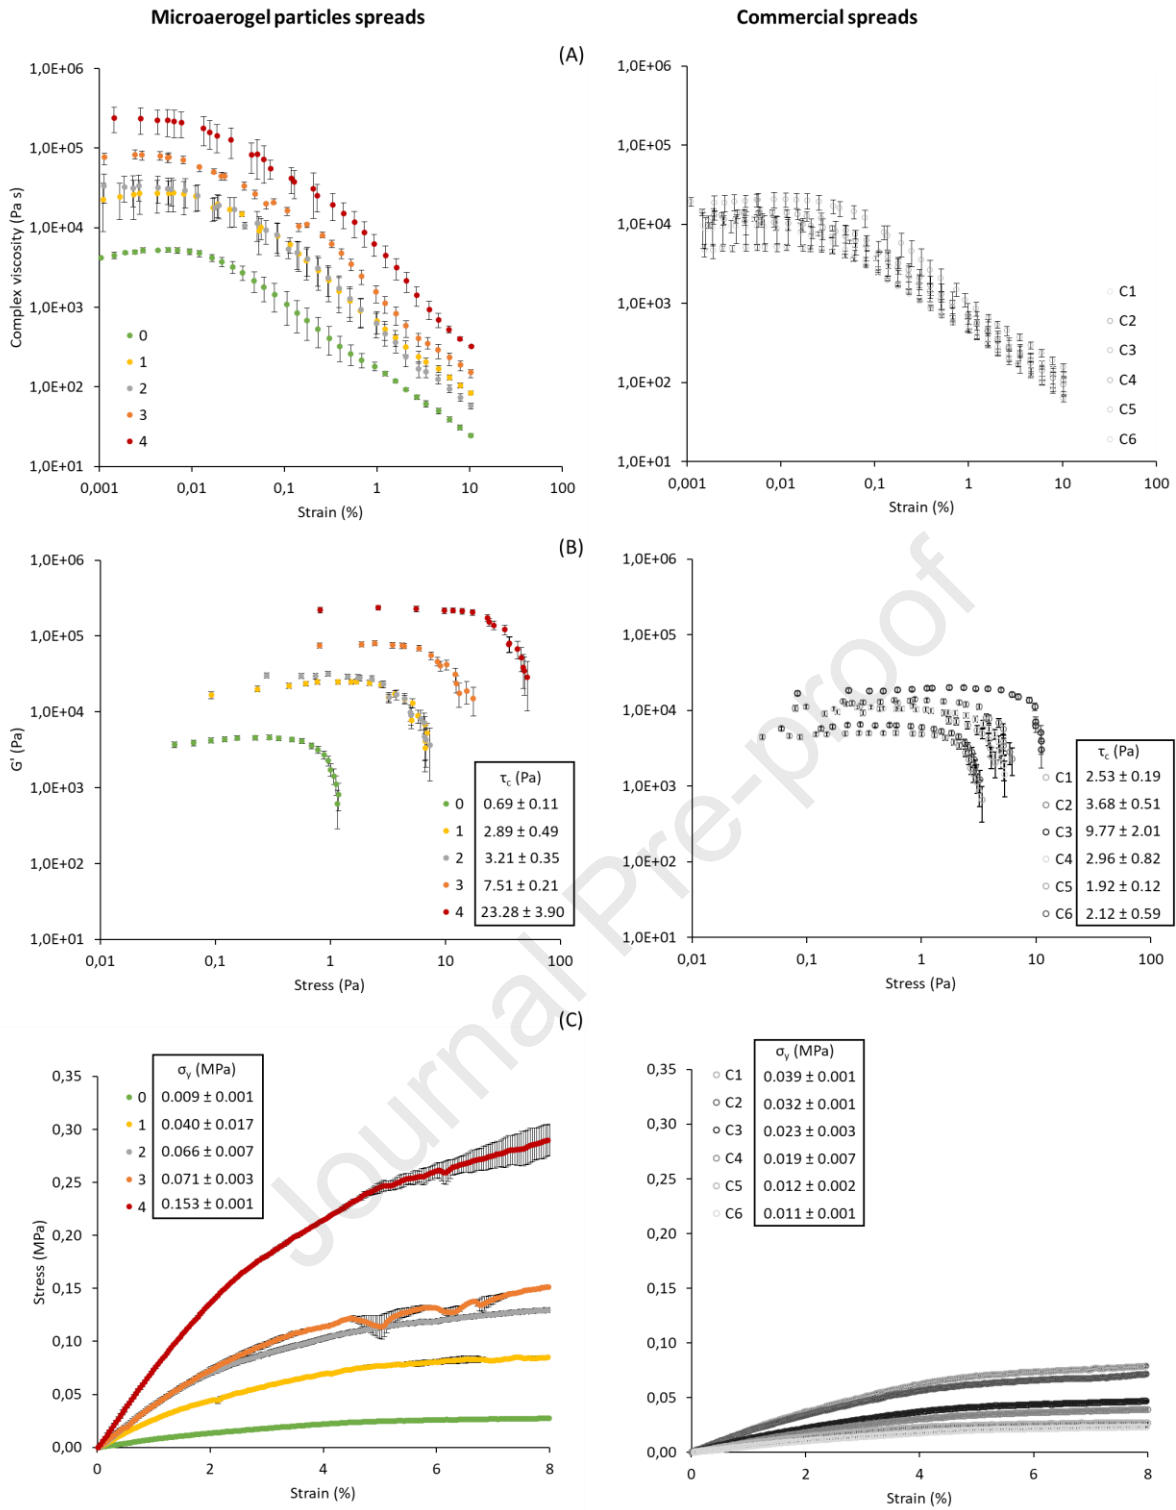 Microaerogel particles spreads
Commercial spreads
(A)
Complex viscosity (Pa s)
1,0E+06
1,0E+05
1,0E+04
1,0E+03
1,0E+02
1,0E+01
0
1
2
3
4
0,001
0,01
0,1
1
10
100
Strain (%)
1,0E+06
1,0E+05
1,0E+04
1,0E+03
1,0E+02
1,0E+01
C1
C2
C3
C4
C5
C6
0,001
0,01
0,1
1
10
100
Strain (%)
(B)
G' (Pa)
1,0E+06
1,0E+05
1,0E+04
1,0E+03
1,0E+02
1,0E+01
τc (Pa)
0 0.69 ± 0.11
1 2.89 ± 0.49
2 3.21 ± 0.35
3 7.51 ± 0.21
4 23.28 ± 3.90
0,01
0,1
1
10
100
Stress (Pa)
1,0E+06
1,0E+05
1,0E+04
1,0E+03
1,0E+02
1,0E+01
τc (Pa)
C1 2.53 ± 0.19
C2 3.68 ± 0.51
C3 9.77 ± 2.01
C4 2.96 ± 0.82
C5 1.92 ± 0.12
C6 2.12 ± 0.59
0,01
0,1
1
10
100
Stress (Pa)
(C)
Stress (MPa)
0,35
0,30
0,25
0,20
0,15
0,10
0,05
0,00
σy (MPa)
0 0.009 ± 0.001
1 0.040 ± 0.017
2 0.066 ± 0.007
3 0.071 ± 0.003
4 0.153 ± 0.001
0
2
4
6
8
Strain (%)
0,35
0,30
0,25
0,20
0,15
0,10
0,05
0,00
σy (MPa)
C1 0.039 ± 0.001
C2 0.032 ± 0.001
C3 0.023 ± 0.003
C4 0.019 ± 0.007
C5 0.012 ± 0.002
C6 0.011 ± 0.001
0
2
4
6
8
Strain (%)
Journal Pre-proof